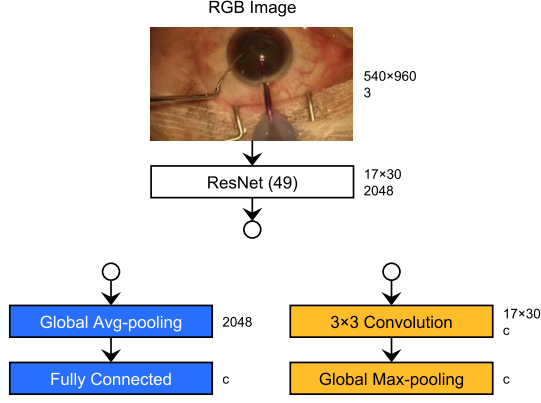 RGB Image
540×960
3
ResNet (49)
17×30
2048
Global Avg-pooling
2048
3×3 Convolution
17×30
c
Fully Connected
c
Global Max-pooling
c